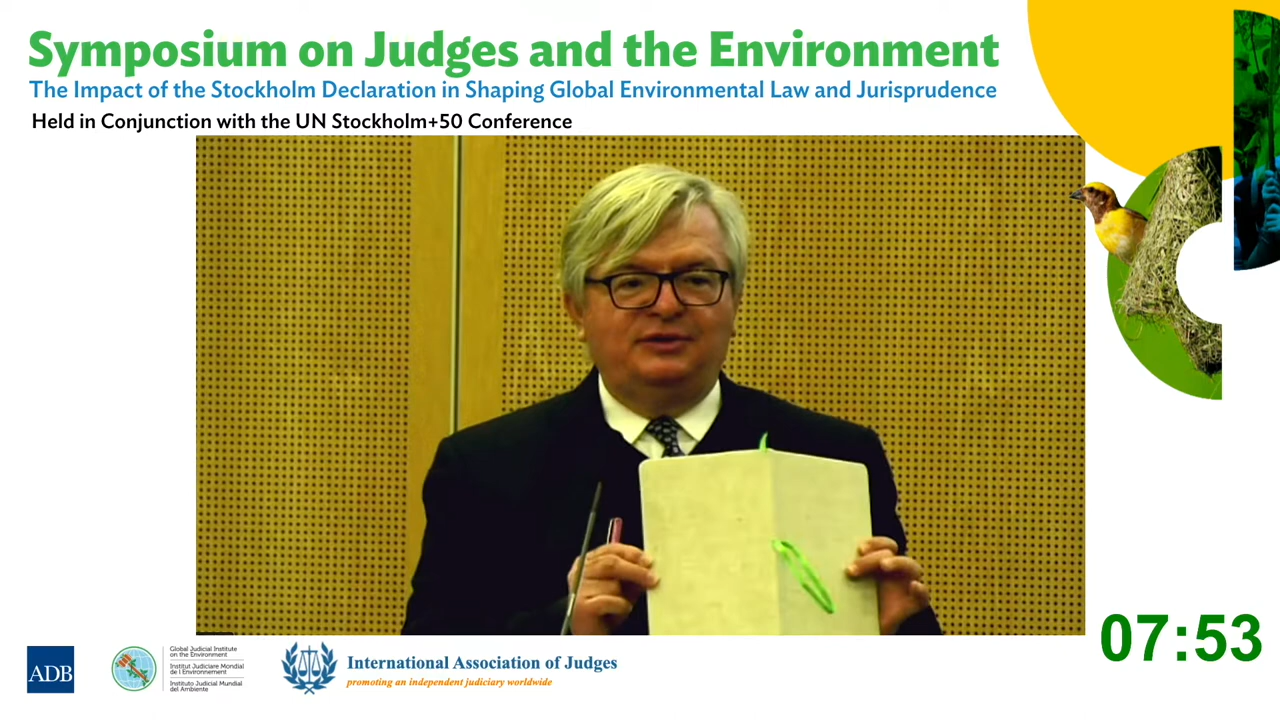 Symposium on Judges and the Environment
The Impact of the Stockholm Declaration in Shaping Global Environmental Law and Jurisprudence
Held in Conjunction with the UN Stockholm+50 Conference
07:53
ADB
Global Judicial Institute
on the Environment
Institut Judiciaire Mondial
de l Environnement
Instituto Judicial Mundial
del Ambiente
International Association of Judges
promoting an independent judiciary worldwide